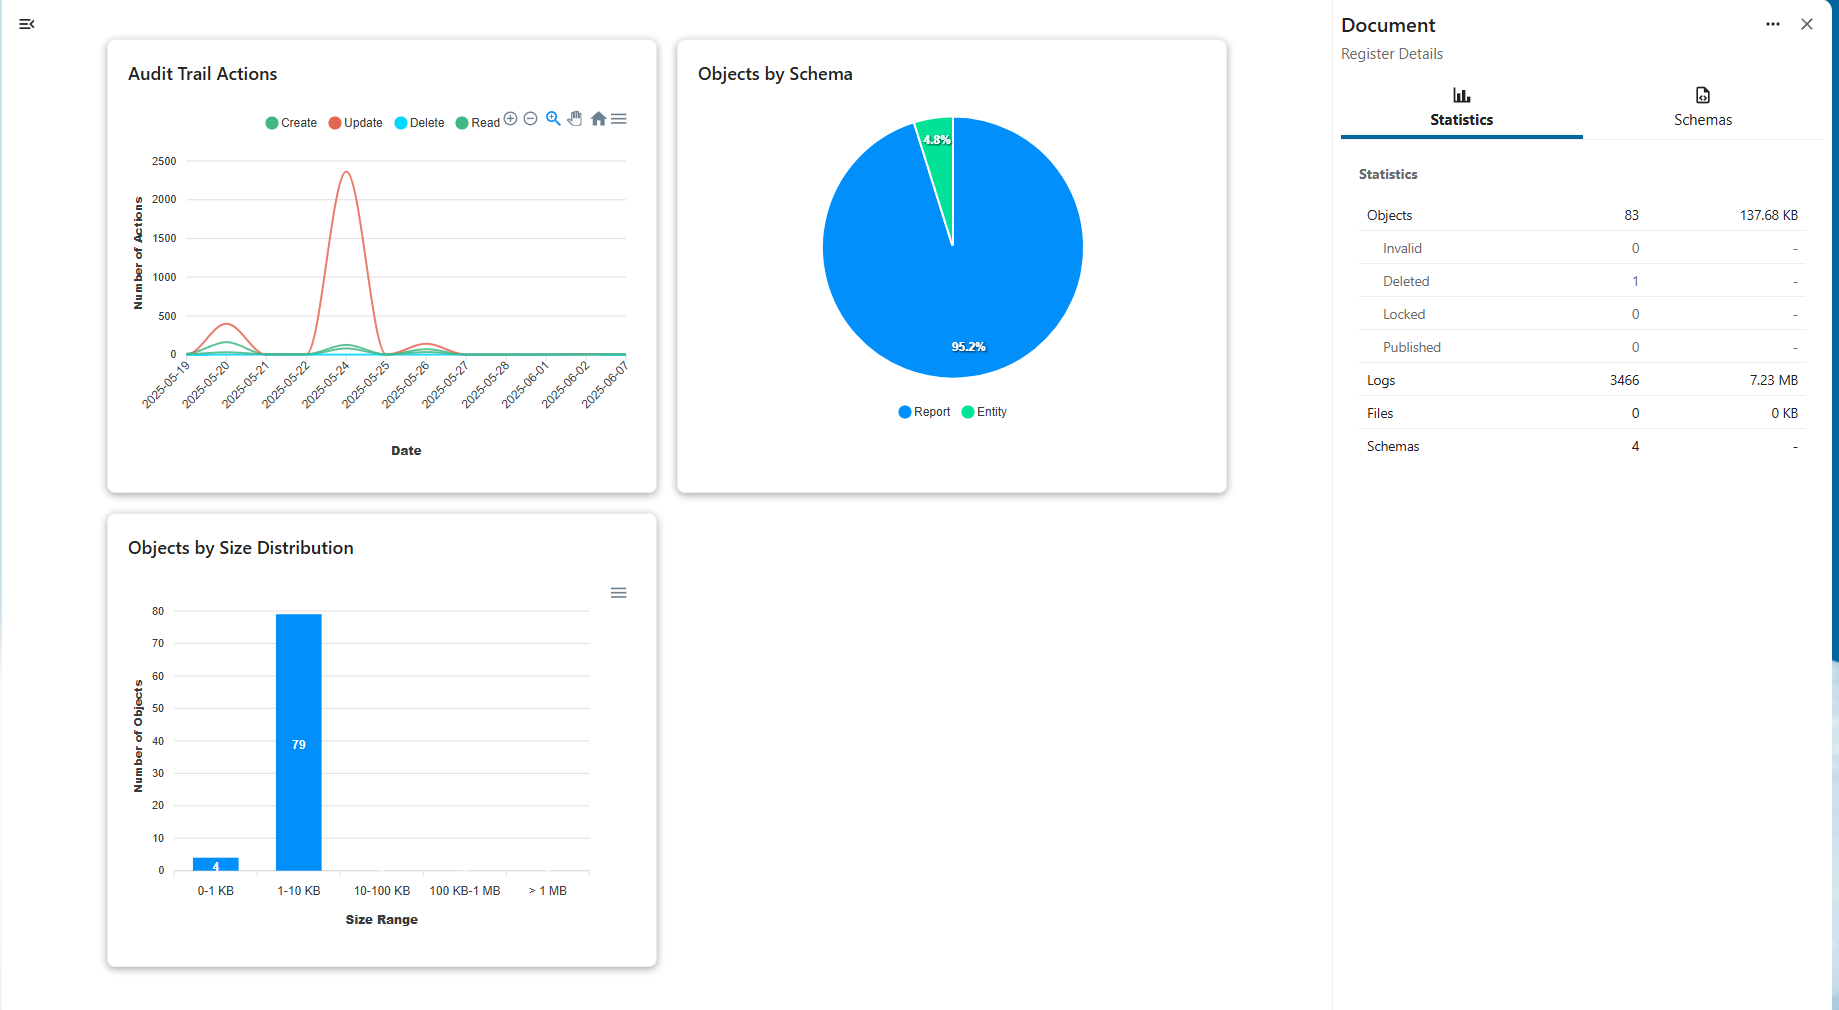 Audit Trail Actions
Create Update Delete Read
2500
2000
1500
1000
500
0
Number of Actions
2025-05-19 2025-05-20 2025-05-21 2025-05-22 2025-05-24 2025-05-25 2025-05-26 2025-05-27 2025-05-28 2025-06-01 2025-06-02 2025-06-07
Date
Objects by Schema
4.8%
95.2%
Report Entity
Objects by Size Distribution
80
70
60
50
40
30
20
10
0
Number of Objects
79
4
0-1 KB 1-10 KB 10-100 KB 100 KB-1 MB > 1 MB
Size Range
Document
Register Details
Statistics Schemas
Statistics
Objects 83 137.68 KB
Invalid 0 -
Deleted 1 -
Locked 0 -
Published 0 -
Logs 3466 7.23 MB
Files 0 0 KB
Schemas 4 -